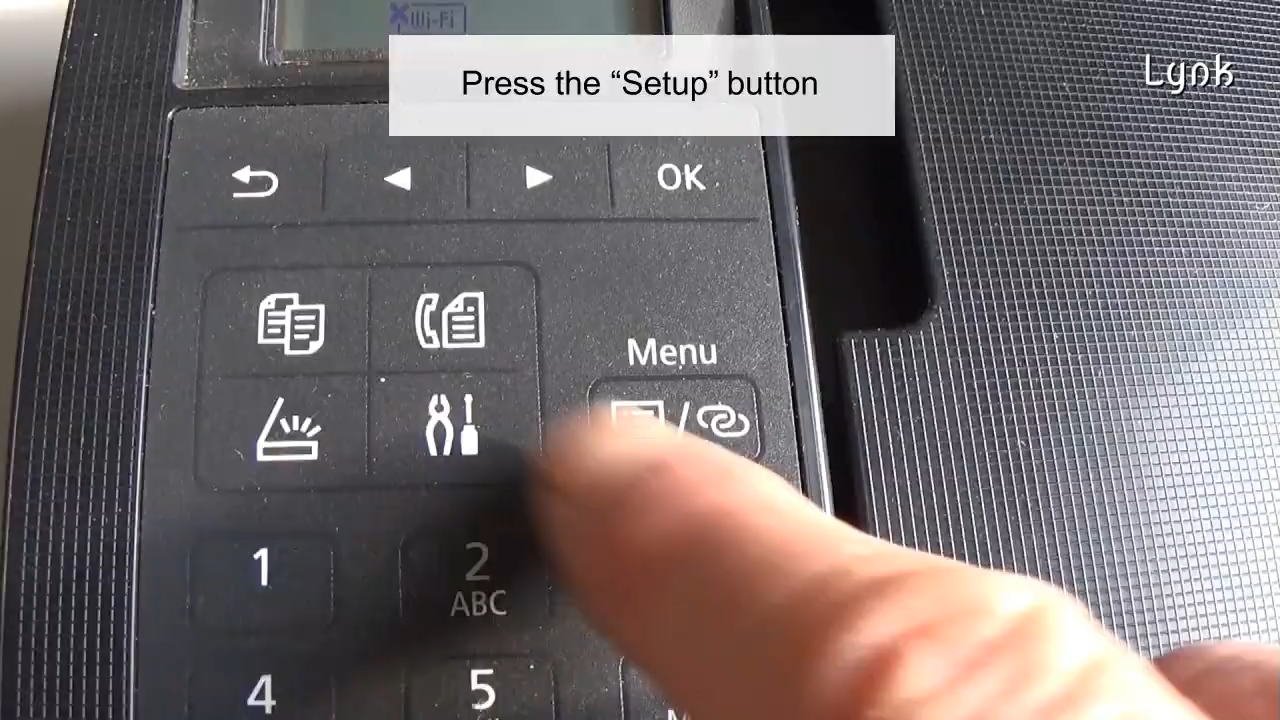 Wi-Fi
Press the “Setup” button
Lynk
OK
Menu
1
2
ABC
4
5